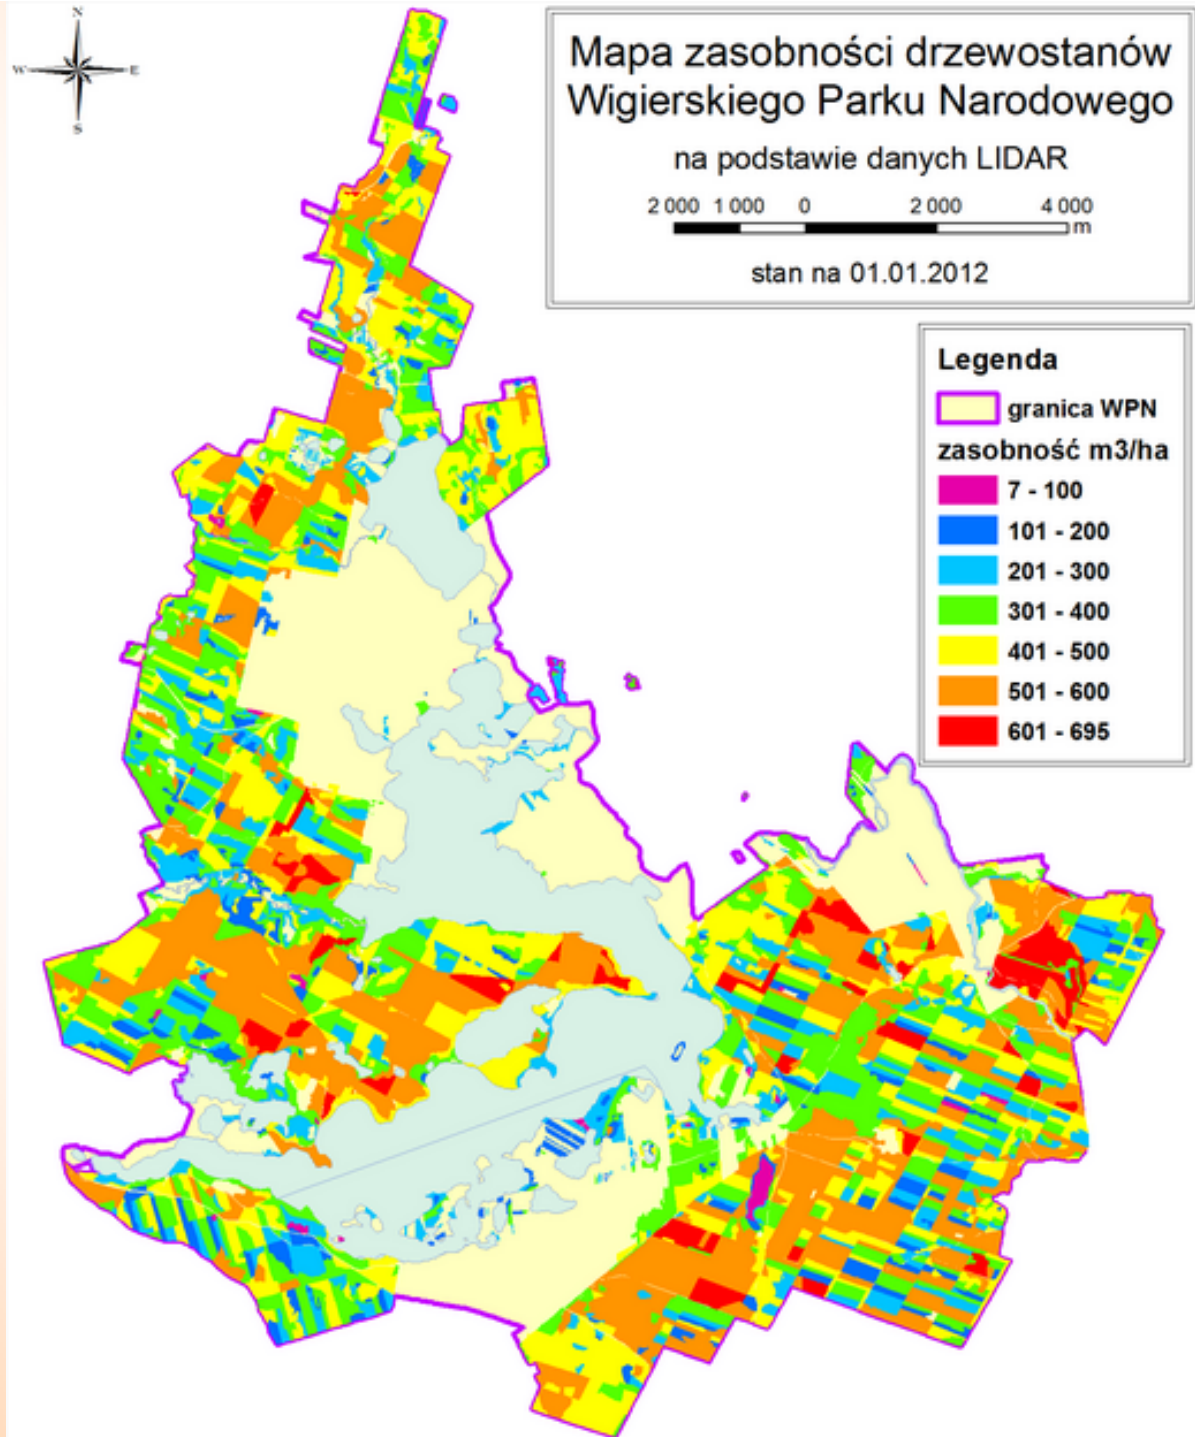 N
W E
S
Mapa zasobności drzewostanów
Wigierskiego Parku Narodowego
na podstawie danych LIDAR
2 000 1 000 0 2 000 4 000
m
stan na 01.01.2012
Legenda
granica WPN
zasobność m3/ha
7 - 100
101 - 200
201 - 300
301 - 400
401 - 500
501 - 600
601 - 695